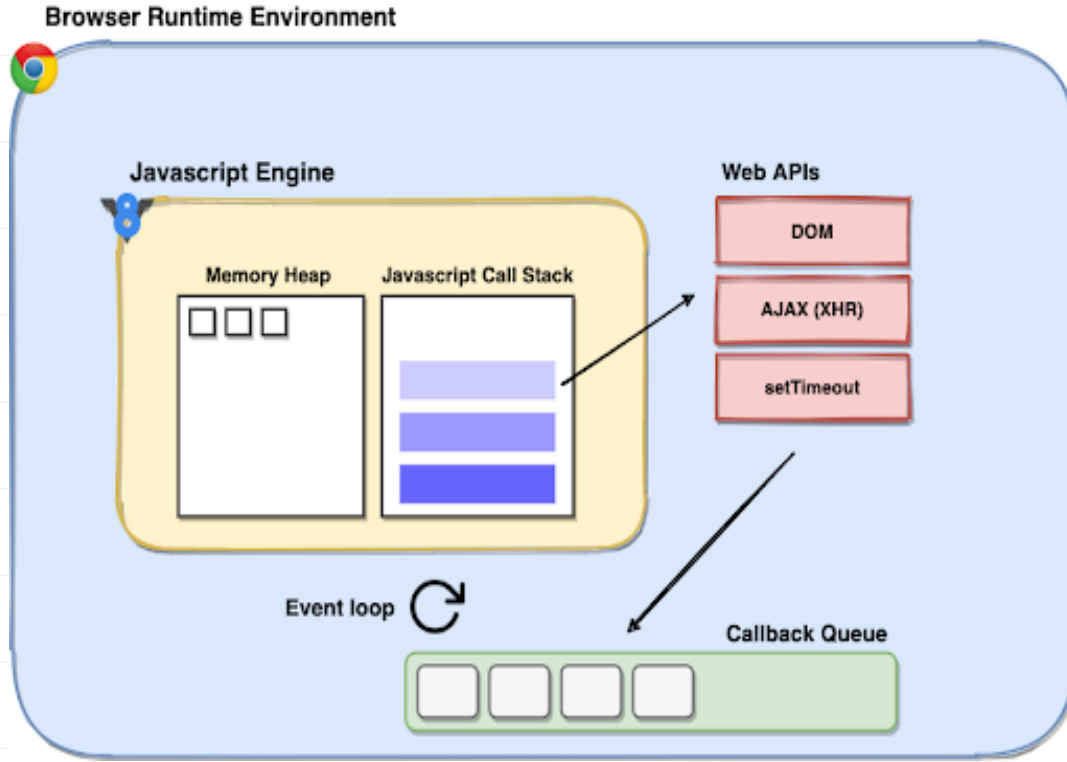 Browser Runtime Environment
Javascript Engine
Web APIs
DOM
Memory Heap
Javascript Call Stack
AJAX (XHR)
setTimeout
Event loop
Callback Queue